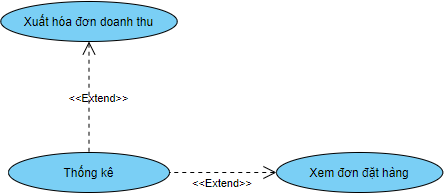 Xuất hóa đơn doanh thu
<<Extend>>
Thống kê
<<Extend>>
Xem đơn đặt hàng